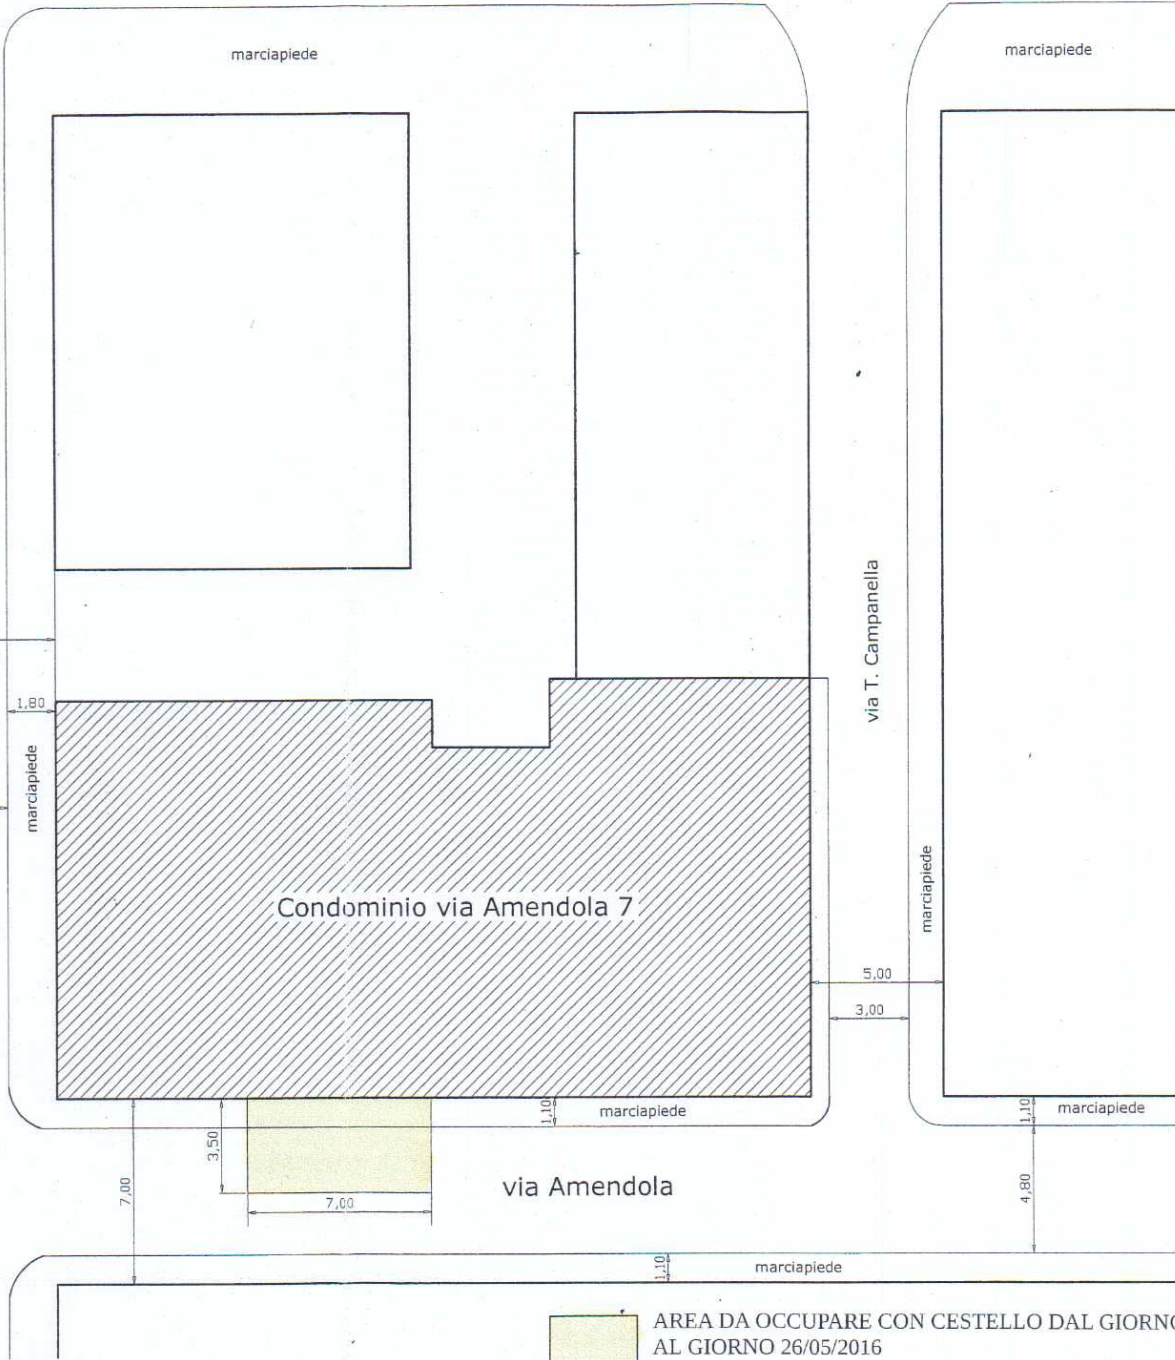 marciapiede
marciapiede
via T. Campanella
1,80
marciapiede
marciapiede
Condominio via Amendola 7
5,00
3,00
1,10
marciapiede
1,10
marciapiede
3,50
7,00
7,00
via Amendola
4,80
1,10
marciapiede
AREA DA OCCUPARE CON CESTELLO DAL GIORNO
AL GIORNO 26/05/2016